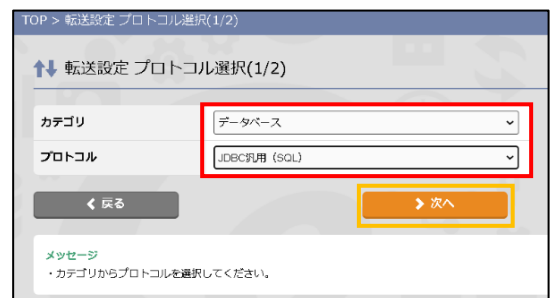 TOP > 転送設定 プロトコル選択(1/2)
転送設定 プロトコル選択(1/2)
カテゴリ データベース
プロトコル JDBC汎用（SQL）
戻る 次へ
メッセージ
・カテゴリからプロトコルを選択してください。